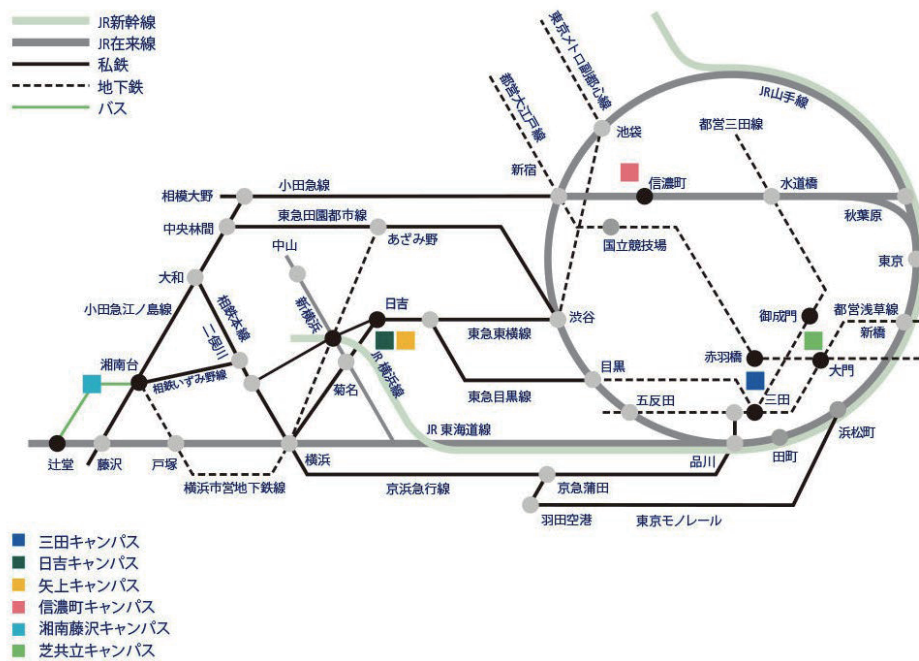 JR新幹線
JR在来線
私鉄
地下鉄
バス
東京メトロ副都心線
都営大江戸線
JR山手線
池袋
都営三田線
新宿
信濃町
水道橋
秋葉原
相模大野
小田急線
中央林間
東急田園都市線
あざみ野
国立競技場
中山
東京
大和
小田急江ノ島線
相鉄本線
新横浜
日吉
二俣川
東急東横線
渋谷
御成門
都営浅草線
新橋
湘南台
相鉄いずみ野線
JR横浜線
菊名
東急目黒線
目黒
赤羽橋
大門
五反田
三田
浜松町
JR東海道線
辻堂
藤沢
戸塚
横浜
品川
田町
横浜市営地下鉄線
京浜急行線
京急蒲田
羽田空港
東京モノレール
三田キャンパス
日吉キャンパス
矢上キャンパス
信濃町キャンパス
湘南藤沢キャンパス
芝共立キャンパス